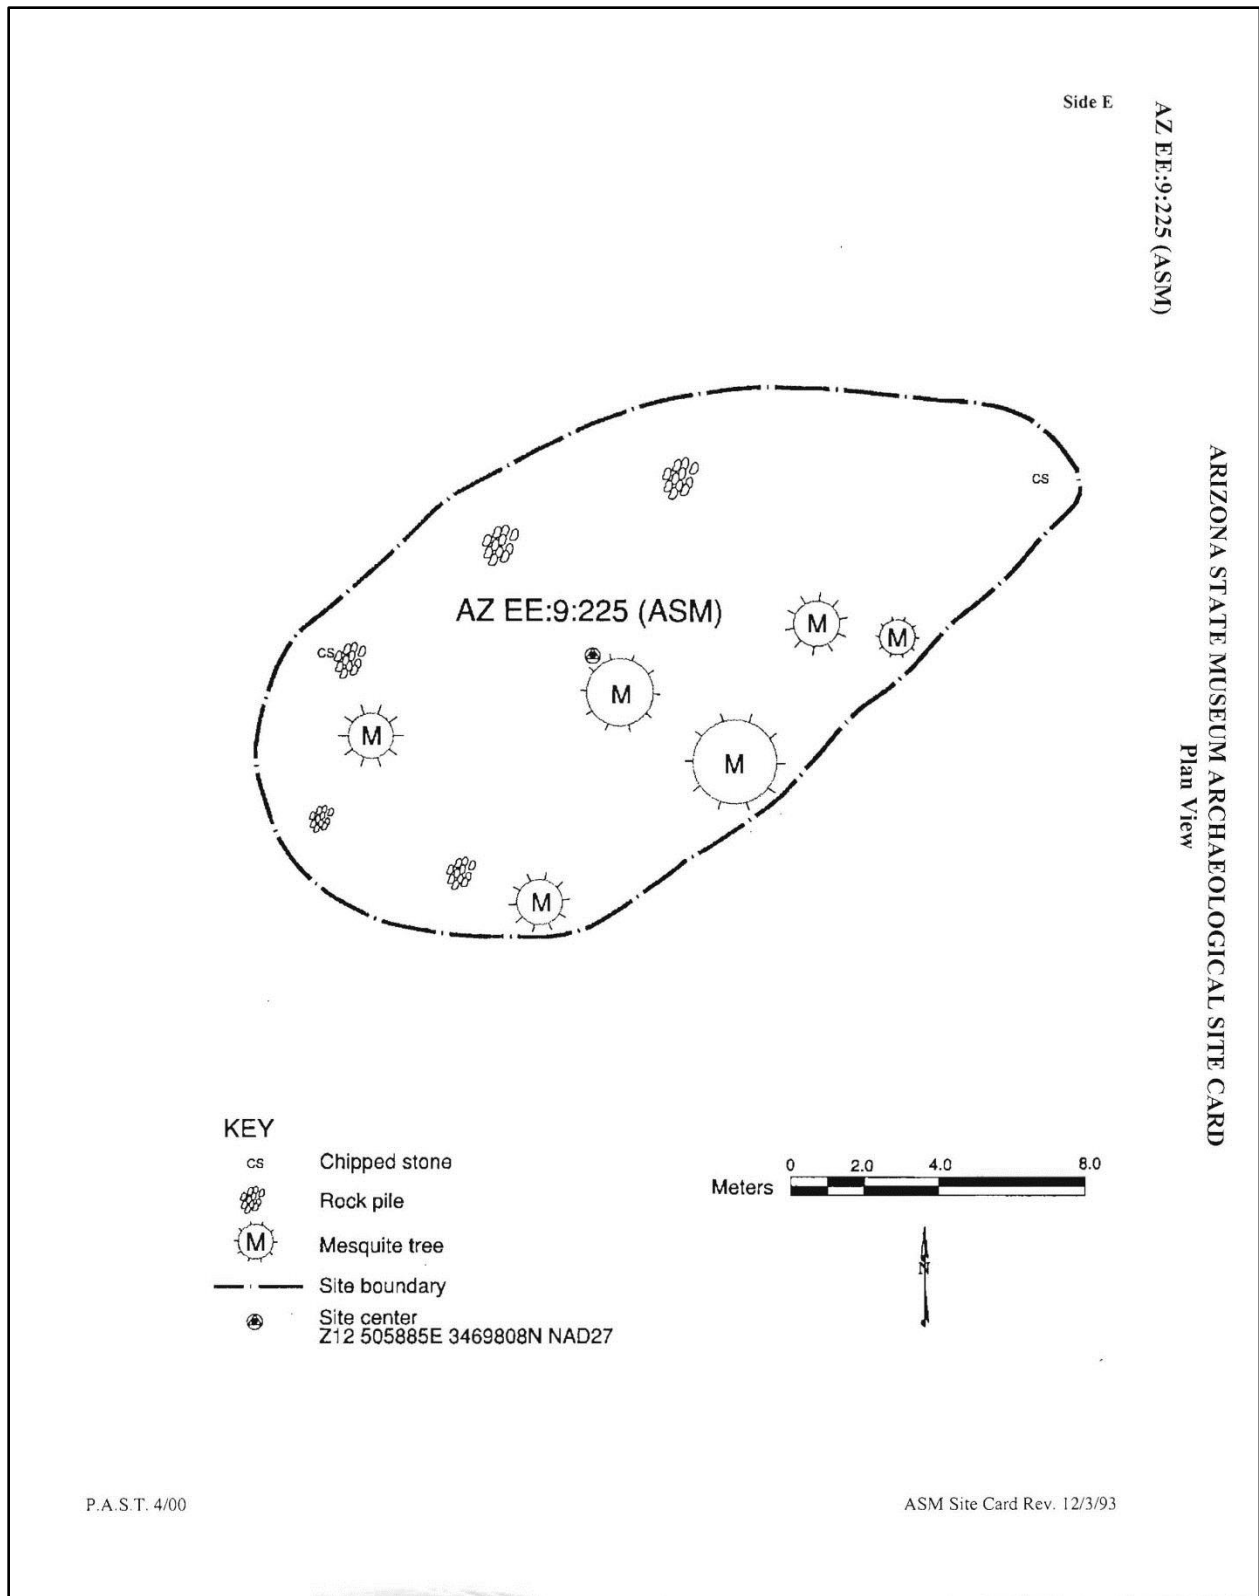 Side E
AZ EE:9:225 (ASM)
ARIZONA STATE MUSEUM ARCHAEOLOGICAL SITE CARD
Plan View
CS
AZ EE:9:225 (ASM)
M
M
CS
M
M
M
M
KEY
CS Chipped stone
Rock pile
M Mesquite tree
Site boundary
Site center
Z12 505885E 3469808N NAD27
0 2.0 4.0 8.0
Meters
N
P.A.S.T. 4/00
ASM Site Card Rev. 12/3/93